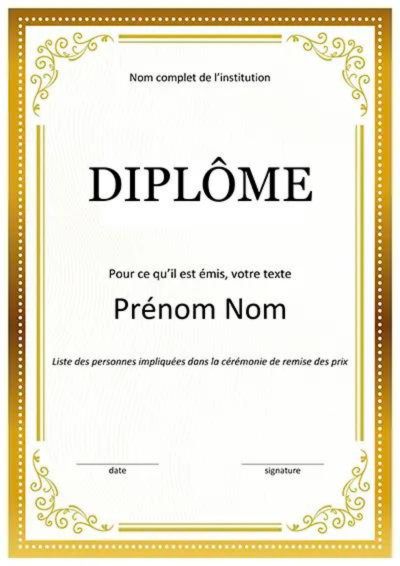 Nom complet de l'institution
DIPLÔME
Pour ce qu'il est émis, votre texte
Prénom Nom
Liste des personnes impliquées dans la cérémonie de remise des prix
date
signature